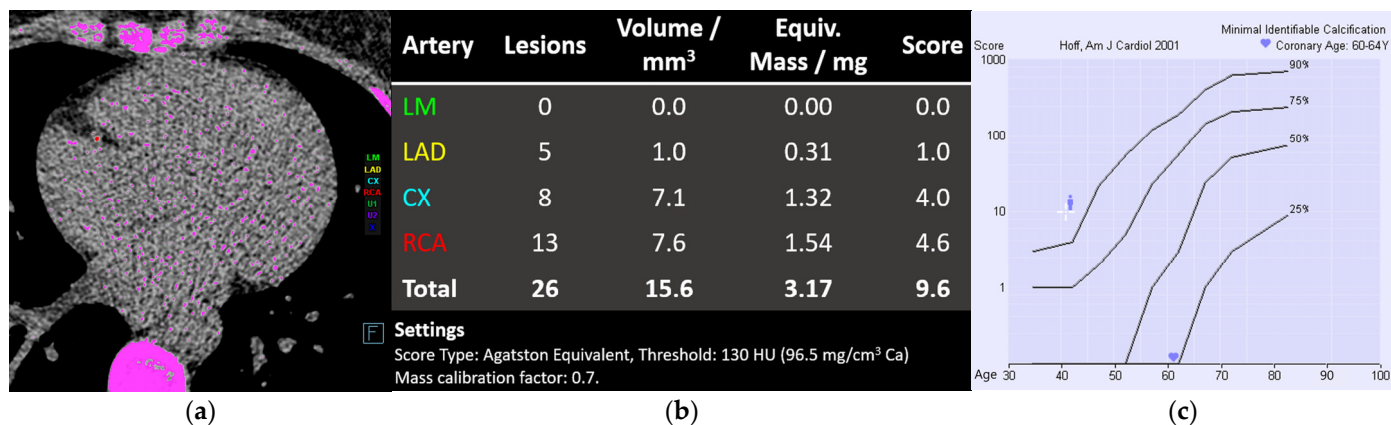 LM
LAD
CX
RCA
U1
U2
F
(a)
Artery Lesions Volume / mm³ Equiv. Mass / mg Score
LM 0 0.0 0.00 0.0
LAD 5 1.0 0.31 1.0
CX 8 7.1 1.32 4.0
RCA 13 7.6 1.54 4.6
Total 26 15.6 3.17 9.6
Settings
Score Type: Agatston Equivalent, Threshold: 130 HU (96.5 mg/cm³ Ca)
Mass calibration factor: 0.7.
(b)
Minimal Identifiable Calcification
Score Hoff, Am J Cardiol 2001 Coronary Age: 60-64Y
1000
90%
75%
100
50%
10
25%
1
Age 30 40 50 60 70 80 90 100
(c)